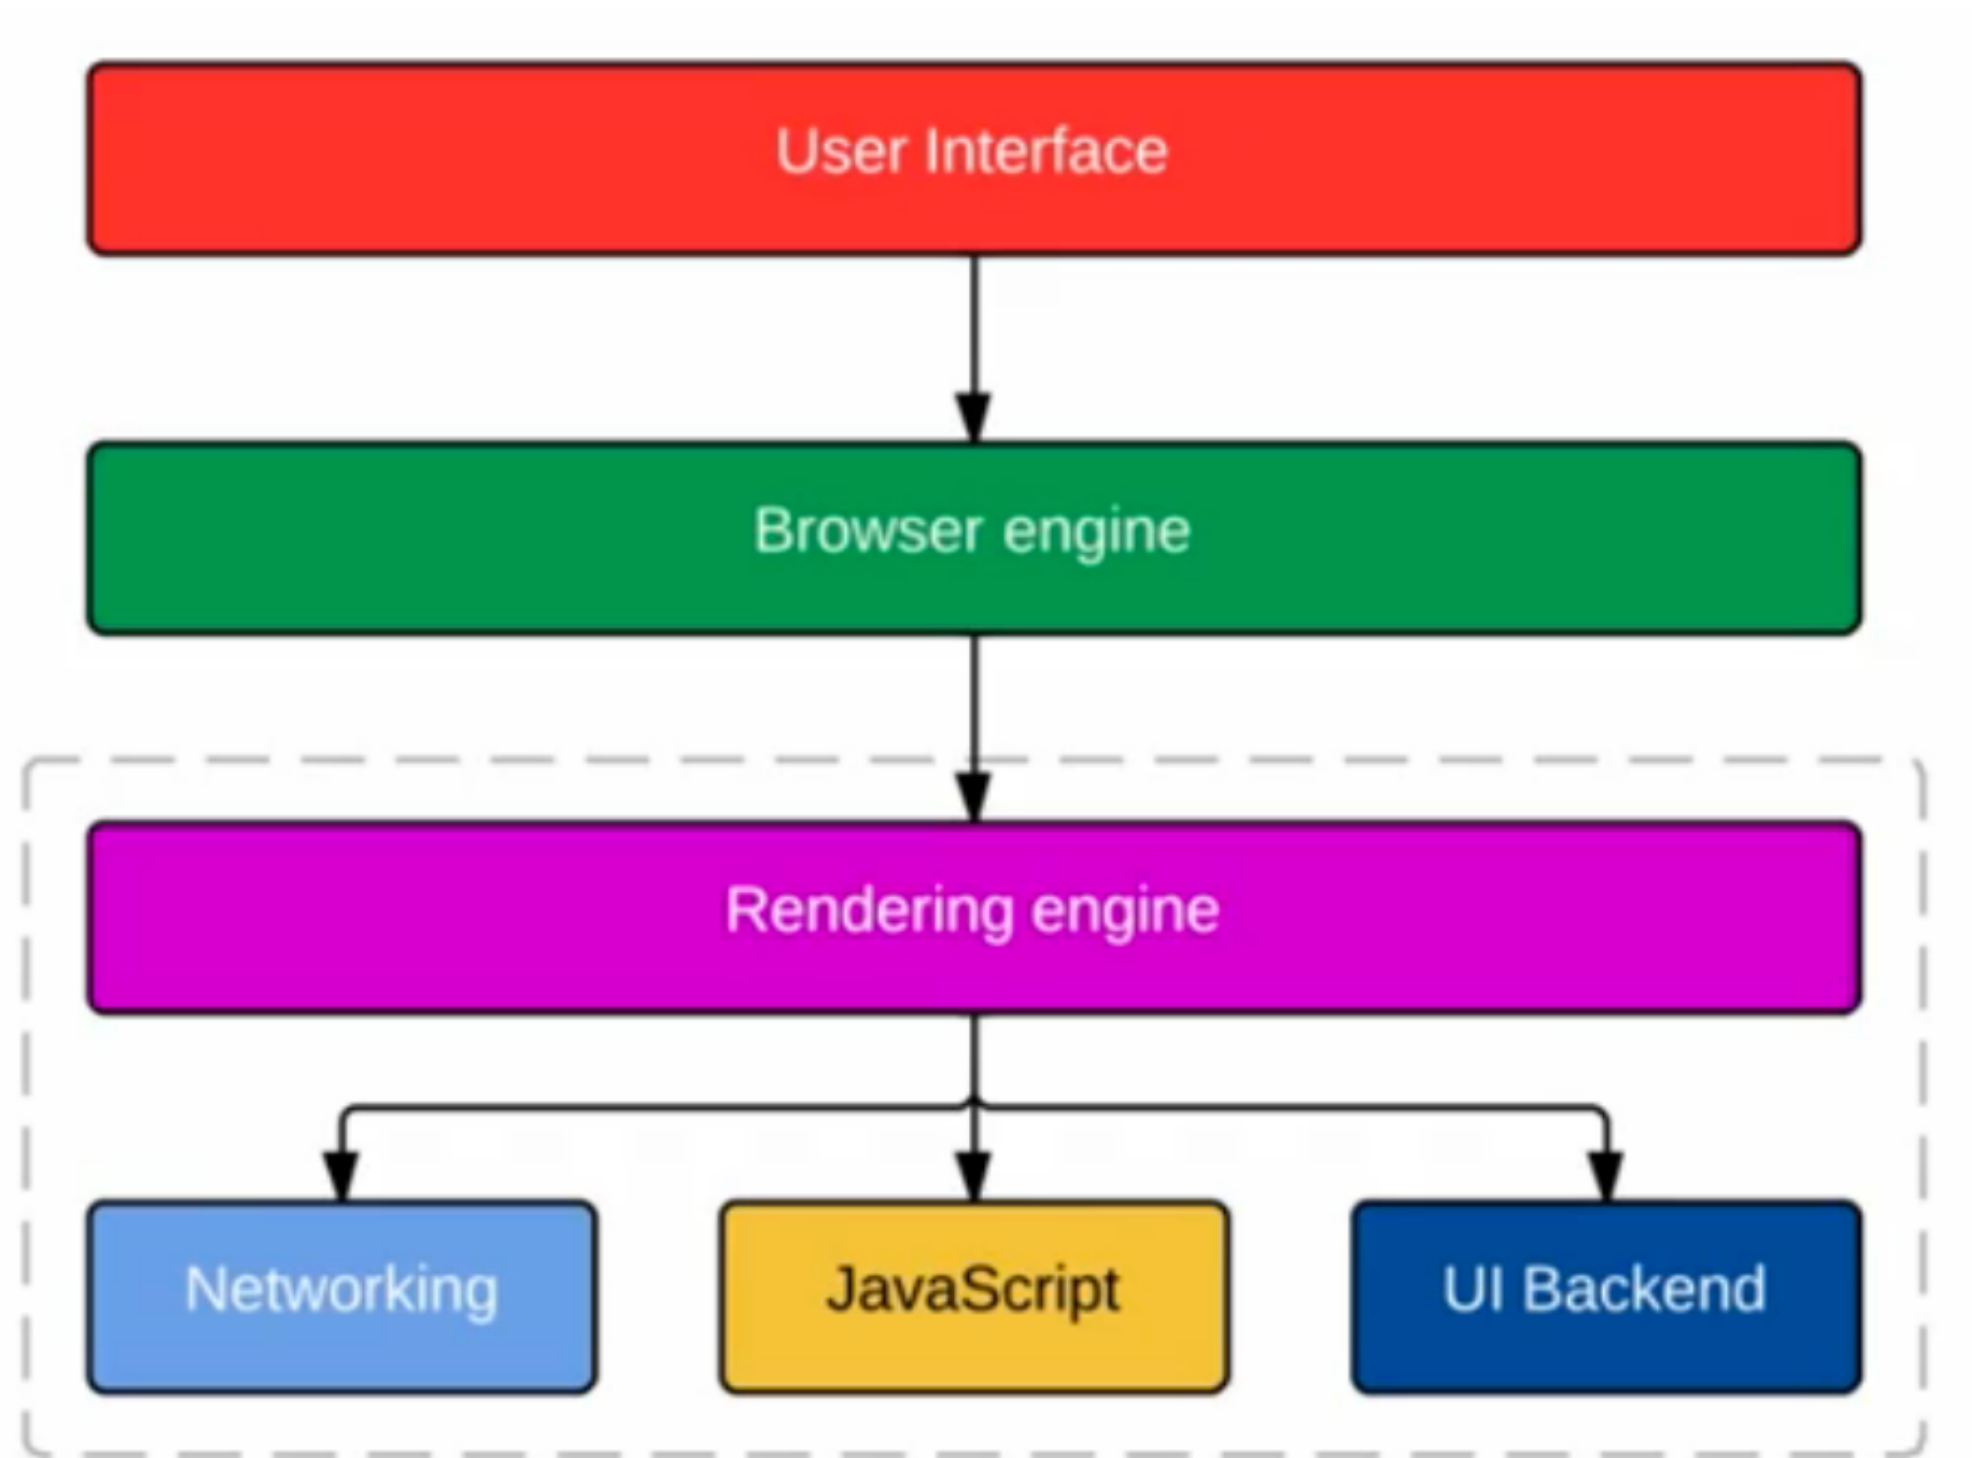 User Interface
Browser engine
Rendering engine
Networking
JavaScript
UI Backend